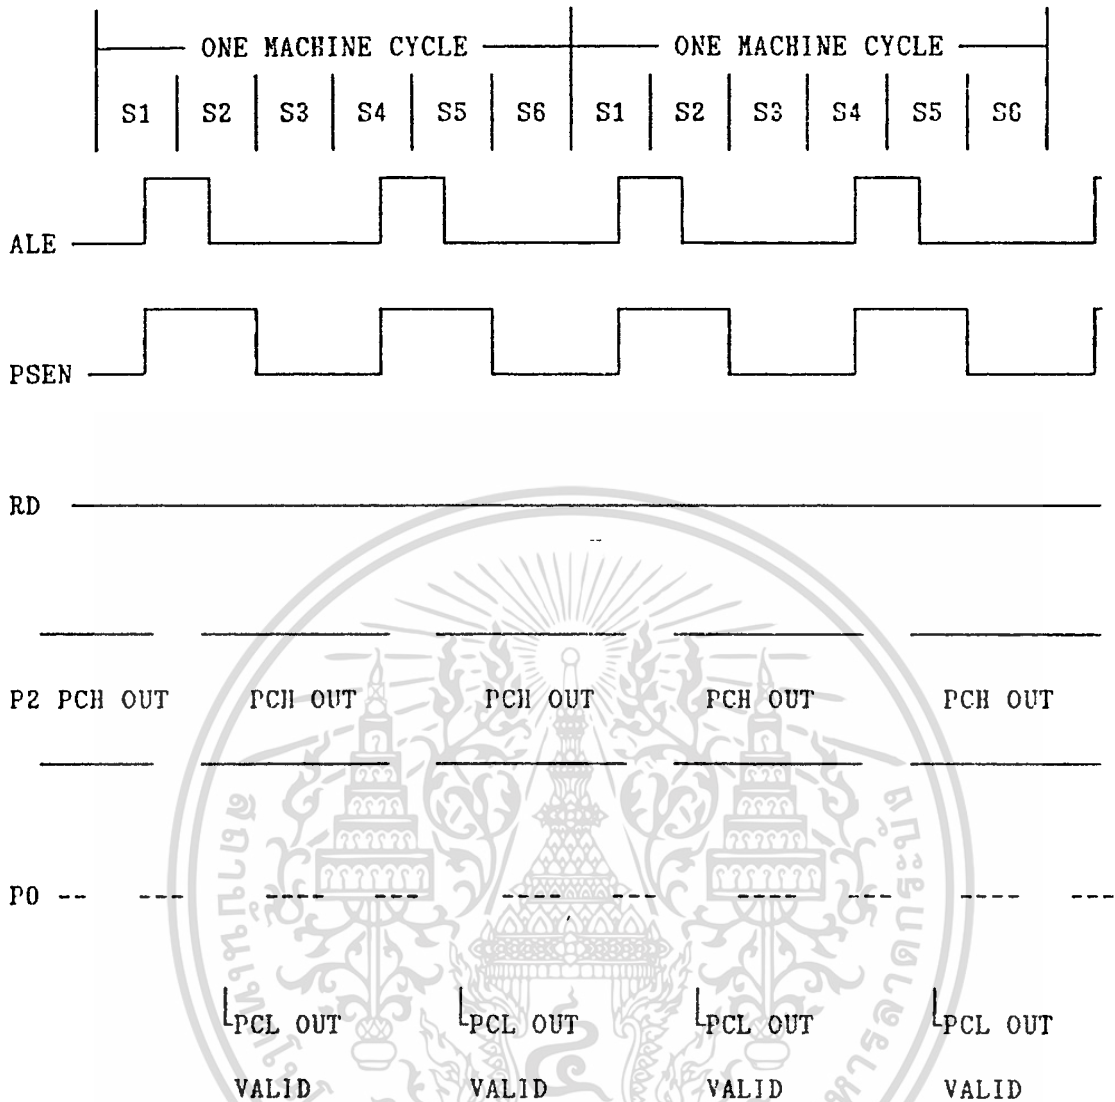 ONE MACHINE CYCLE ONE MACHINE CYCLE
S1 S2 S3 S4 S5 S6 S1 S2 S3 S4 S5 S6
ALE
PSEN
RD
P2 PCH OUT PCH OUT PCH OUT PCH OUT PCH OUT
P0
PCL OUT PCL OUT PCL OUT PCL OUT
VALID VALID VALID VALID